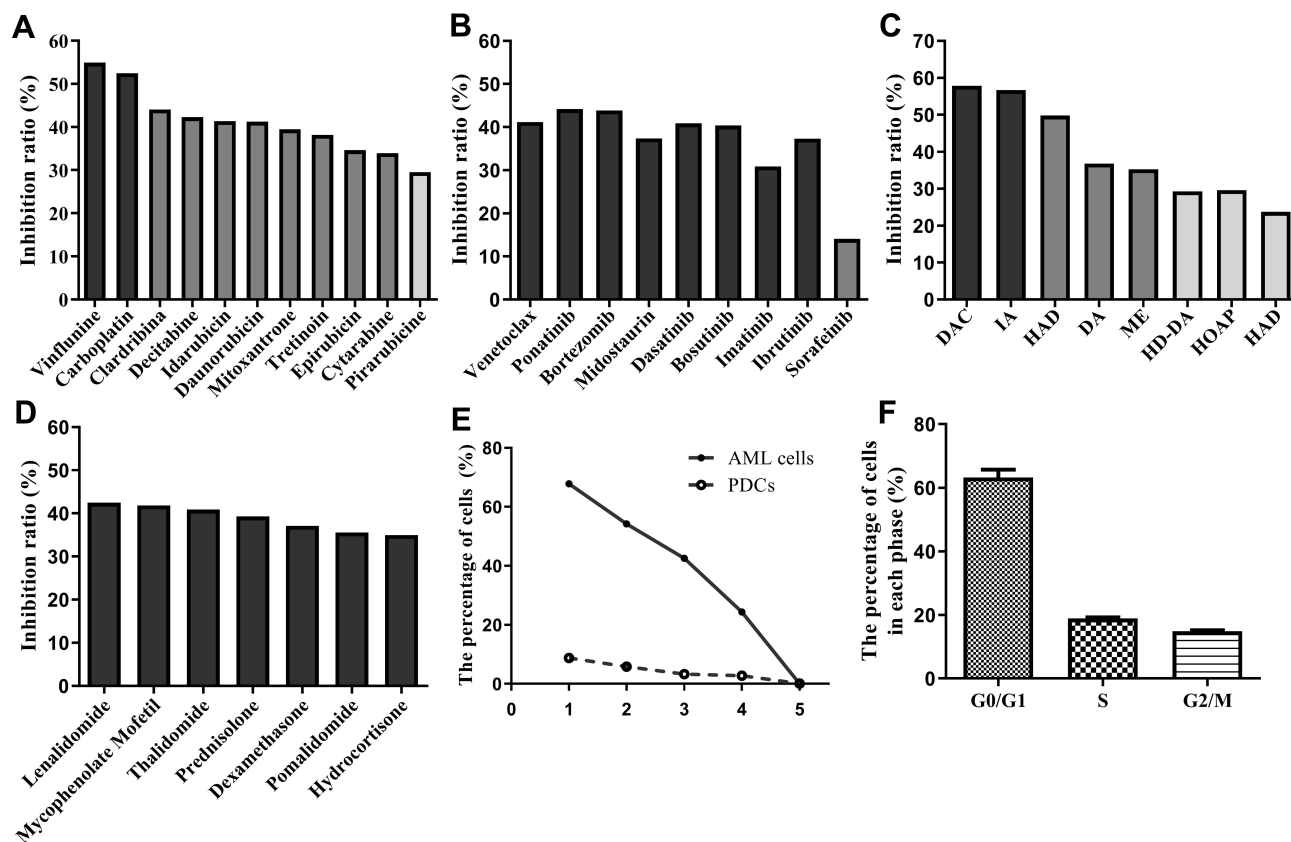 A
Inhibition ratio (%)
60
50
40
30
20
10
0
Vinflunine
Carboplatin
Clardribina
Decitabine
Idarubicin
Daunorubicin
Mitoxantrone
Tretinoin
Epirubicin
Cytarabine
Pirarubicine
B
Inhibition ratio (%)
60
50
40
30
20
10
0
Venetoclax
Ponatinib
Bortezomib
Midostaurin
Dasatinib
Bosutinib
Imatinib
Ibrutinib
Sorafeinib
C
Inhibition ratio (%)
70
60
50
40
30
20
10
0
DAC
IA
HAD
DA
ME
HD-DA
HOAP
HAD
D
Inhibition ratio (%)
60
50
40
30
20
10
0
Lenalidomide
Mycophenolate Mofetil
Thalidomide
Prednisolone
Dexamethasone
Pomalidomide
Hydrocortisone
E
The percentage of cells (%)
80
60
40
20
0
AML cells
PDCs
0 1 2 3 4 5
F
The percentage of cells
in each phase (%)
80
60
40
20
0
G0/G1 S G2/M